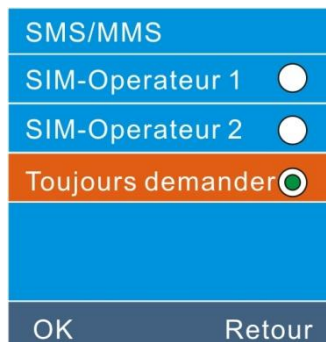 SMS/MMS
SIM-Operateur 1
SIM-Operateur 2
Toujours demander
OK Retour